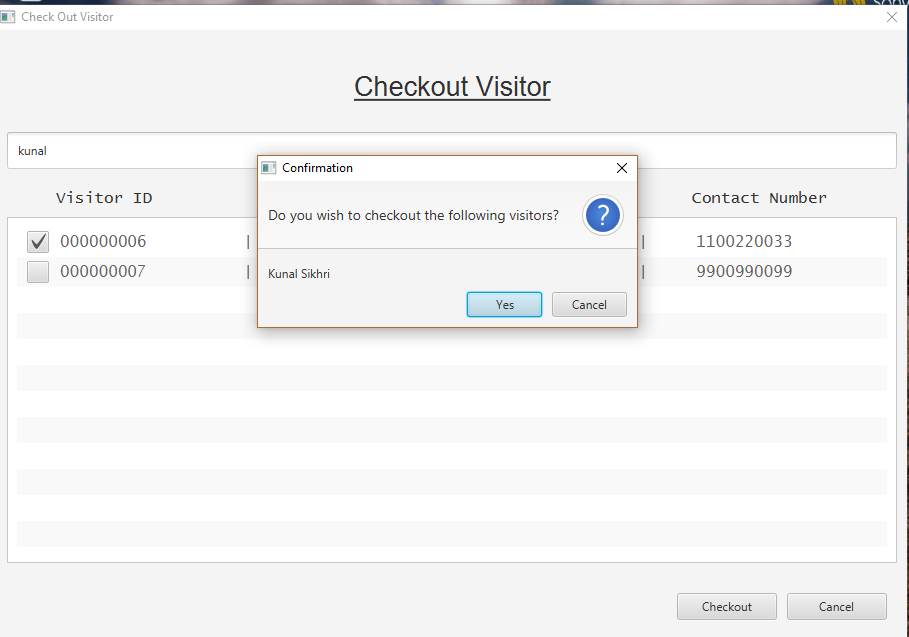 Check Out Visitor
Checkout Visitor
kunal
Confirmation
Visitor ID
Contact Number
Do you wish to checkout the following visitors?
000000006 | | 1100220033
000000007 | | 9900990099
Kunal Sikhri
Yes Cancel
Checkout Cancel